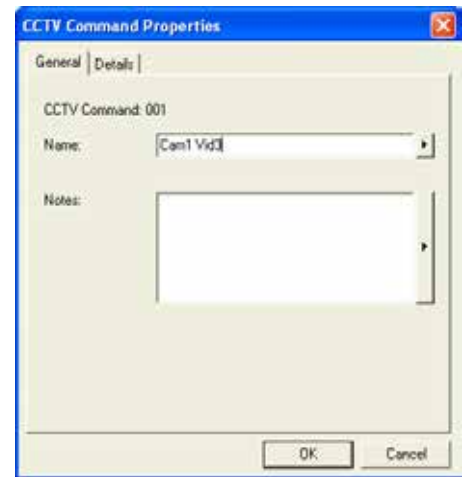 CCTV Command Properties
General Details
CCTV Command: 001
Name: Cam1 Vid3
Notes:
OK Cancel